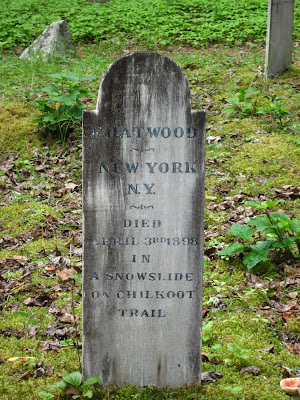 ATWOOD
NEW YORK
N.Y.
DIED
APRIL 3RD 1898
IN
A SNOWSLIDE
ON CHILKOOT
TRAIL